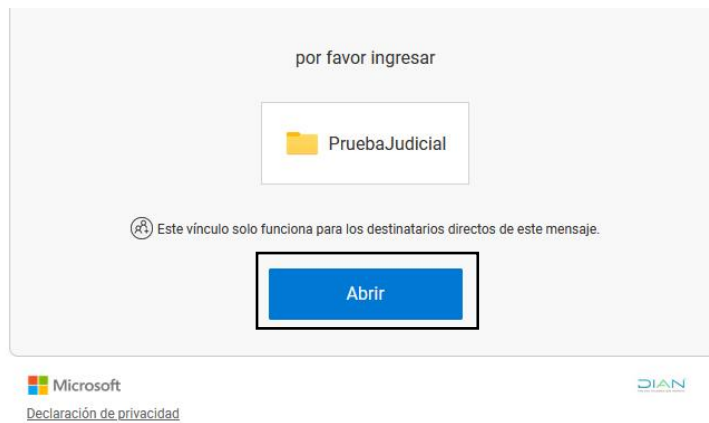 por favor ingresar
PruebaJudicial
Este vínculo solo funciona para los destinatarios directos de este mensaje.
Abrir
Microsoft
DIAN
Declaración de privacidad